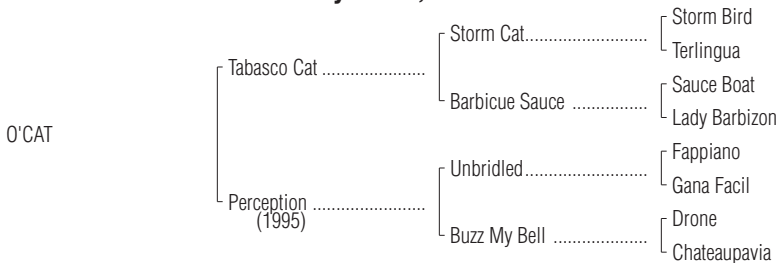 Storm Bird
Storm Cat..............................
Terlingua
Tabasco Cat .........................
Sauce Boat
Barbicue Sauce ..................
Lady Barbizon
O'CAT
Fappiano
Unbridled..............................
Gana Facil
Perception ...........................
(1995)
Drone
Buzz My Bell .......................
Chateaupavia